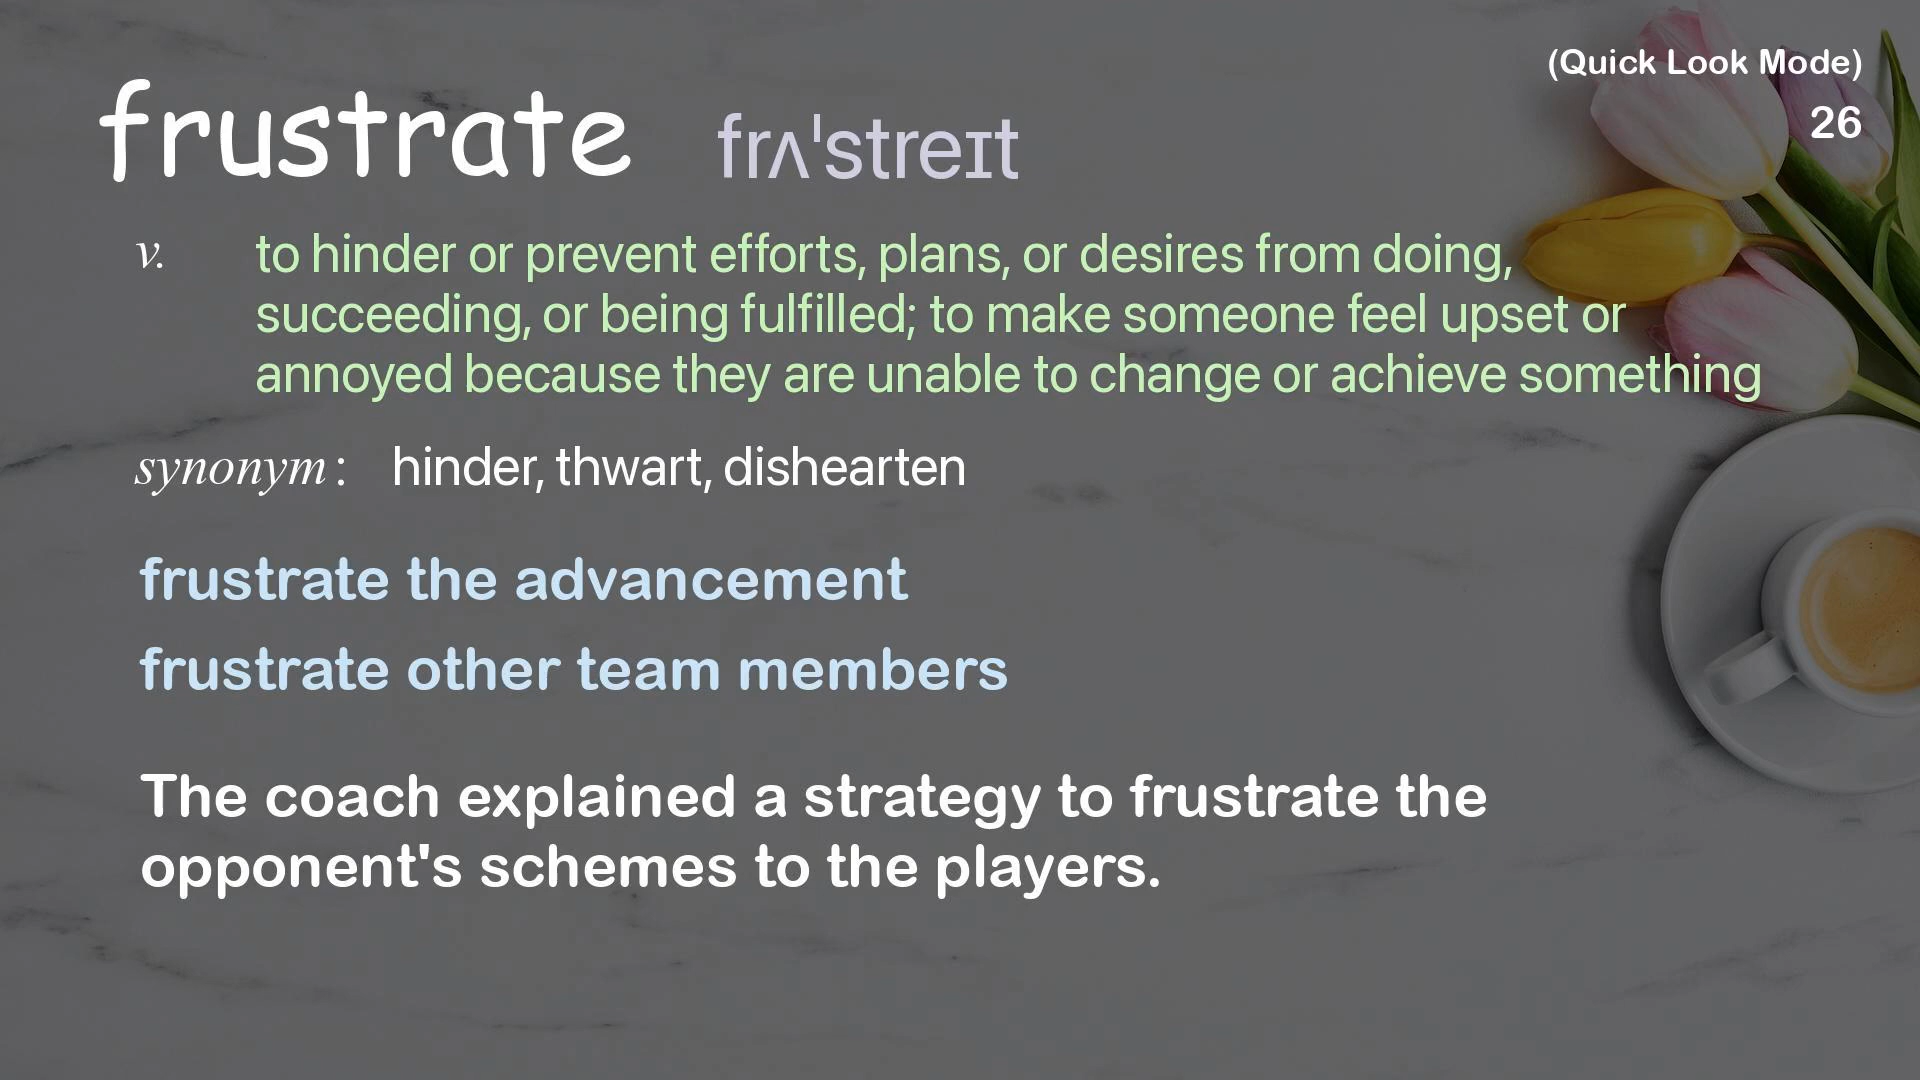 (Quick Look Mode)
26
frustrate frʌˈstreɪt
v. to hinder or prevent efforts, plans, or desires from doing,
succeeding, or being fulfilled; to make someone feel upset or
annoyed because they are unable to change or achieve something
synonym : hinder, thwart, dishearten
frustrate the advancement
frustrate other team members
The coach explained a strategy to frustrate the
opponent's schemes to the players.